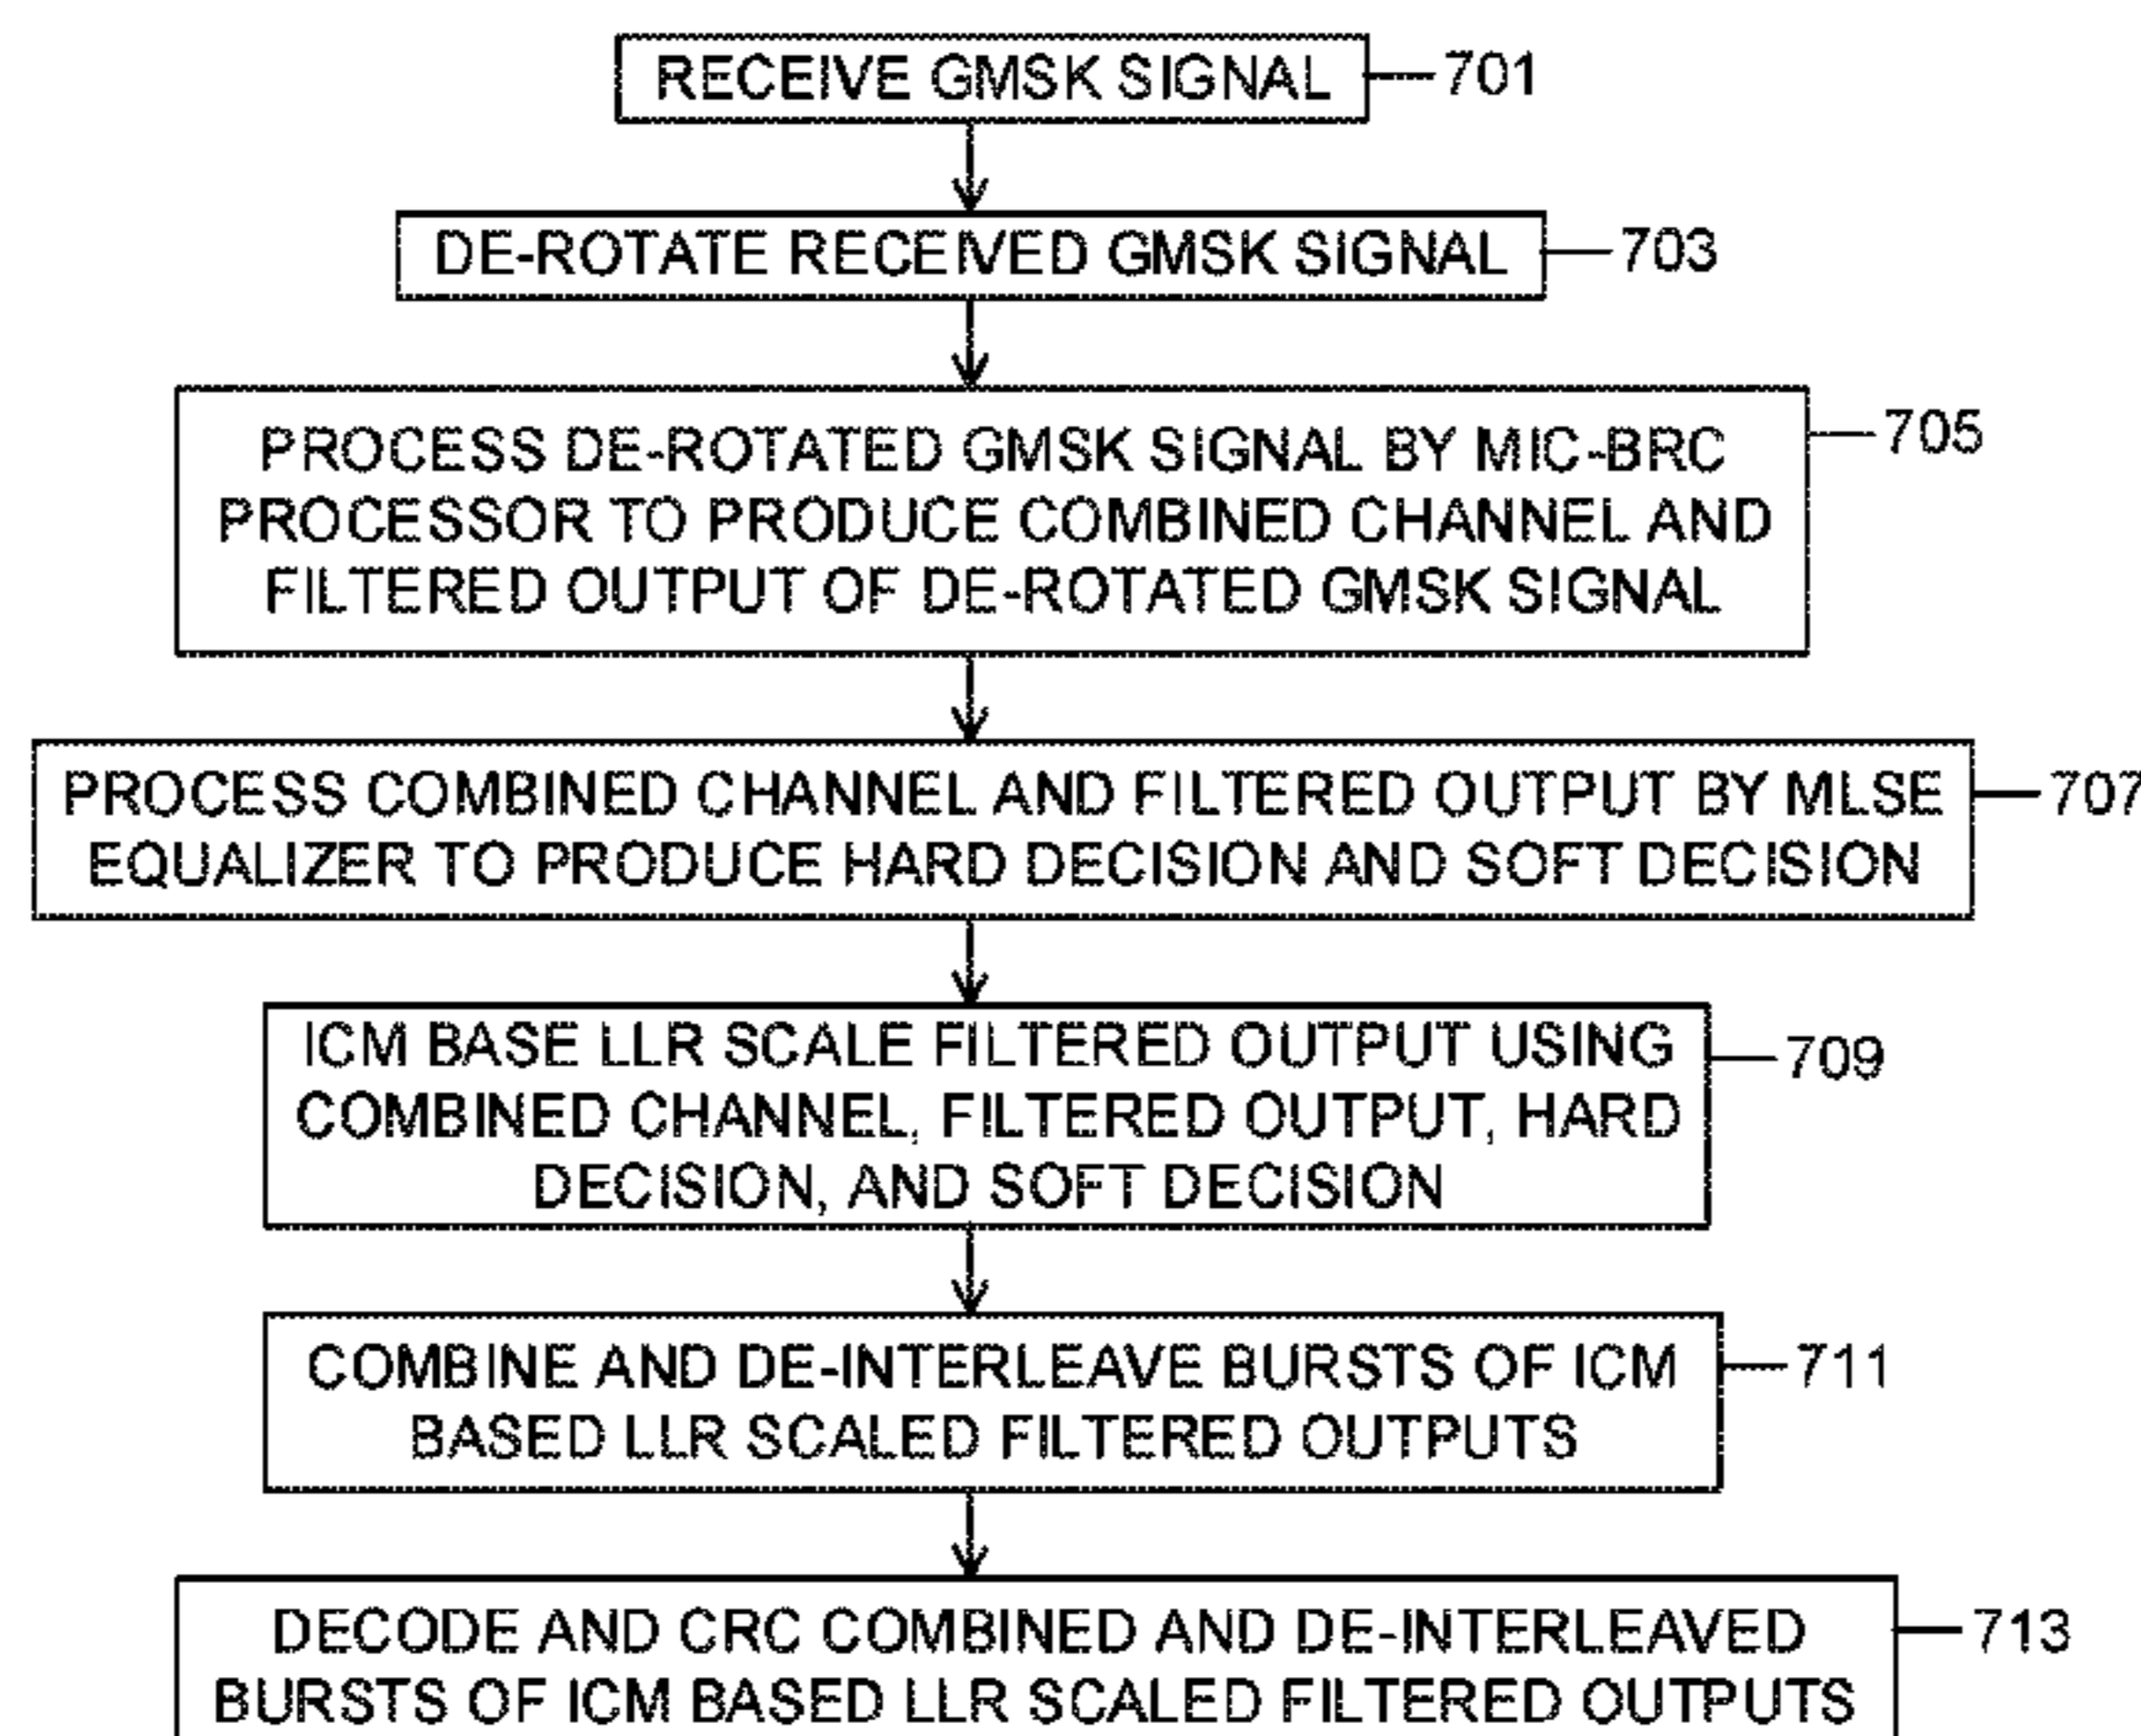 RECEIVE GMSK SIGNAL 701
DE-ROTATE RECEIVED GMSK SIGNAL 703
PROCESS DE-ROTATED GMSK SIGNAL BY MIC-BRC 705
PROCESSOR TO PRODUCE COMBINED CHANNEL AND
FILTERED OUTPUT OF DE-ROTATED GMSK SIGNAL
PROCESS COMBINED CHANNEL AND FILTERED OUTPUT BY MLSE 707
EQUALIZER TO PRODUCE HARD DECISION AND SOFT DECISION
ICM BASE LLR SCALE FILTERED OUTPUT USING 709
COMBINED CHANNEL, FILTERED OUTPUT, HARD
DECISION, AND SOFT DECISION
COMBINE AND DE-INTERLEAVE BURSTS OF ICM 711
BASED LLR SCALED FILTERED OUTPUTS
DECODE AND CRC COMBINED AND DE-INTERLEAVED 713
BURSTS OF ICM BASED LLR SCALED FILTERED OUTPUTS